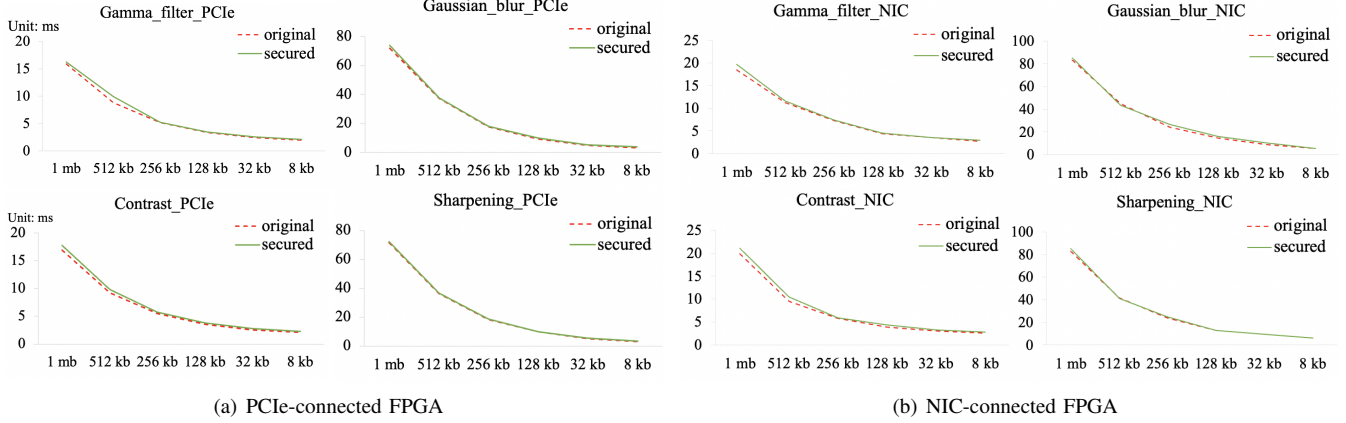 Gamma_filter_PCIe
Unit: ms
original
secured
20
15
10
5
0
1 mb 512 kb 256 kb 128 kb 32 kb 8 kb
Gaussian_blur_PCIe
original
secured
80
60
40
20
0
1 mb 512 kb 256 kb 128 kb 32 kb 8 kb
Contrast_PCIe
Unit: ms
original
secured
20
15
10
5
0
1 mb 512 kb 256 kb 128 kb 32 kb 8 kb
Sharpening_PCIe
original
secured
80
60
40
20
0
1 mb 512 kb 256 kb 128 kb 32 kb 8 kb
(a) PCIe-connected FPGA
Gamma_filter_NIC
original
secured
25
20
15
10
5
0
1 mb 512 kb 256 kb 128 kb 32 kb 8 kb
Gaussian_blur_NIC
original
secured
100
80
60
40
20
0
1 mb 512 kb 256 kb 128 kb 32 kb 8 kb
Contrast_NIC
original
secured
25
20
15
10
5
0
1 mb 512 kb 256 kb 128 kb 32 kb 8 kb
Sharpening_NIC
original
secured
100
80
60
40
20
0
1 mb 512 kb 256 kb 128 kb 32 kb 8 kb
(b) NIC-connected FPGA